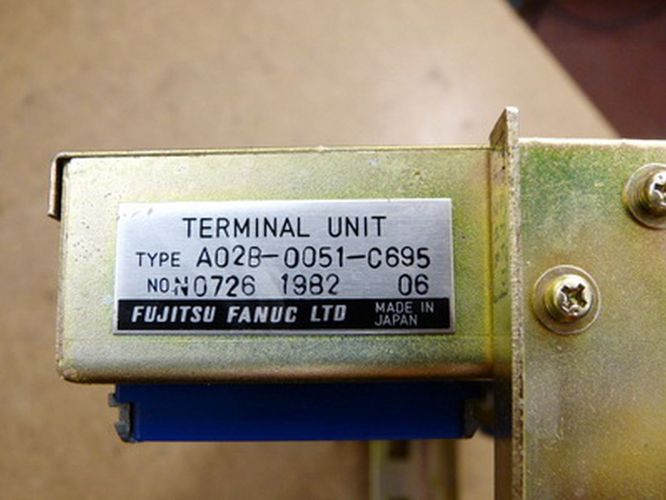 TERMINAL UNIT
TYPE A02B-0051-C695
NO.N0726 1982 06
FUJITSU FANUC LTD MADE IN JAPAN